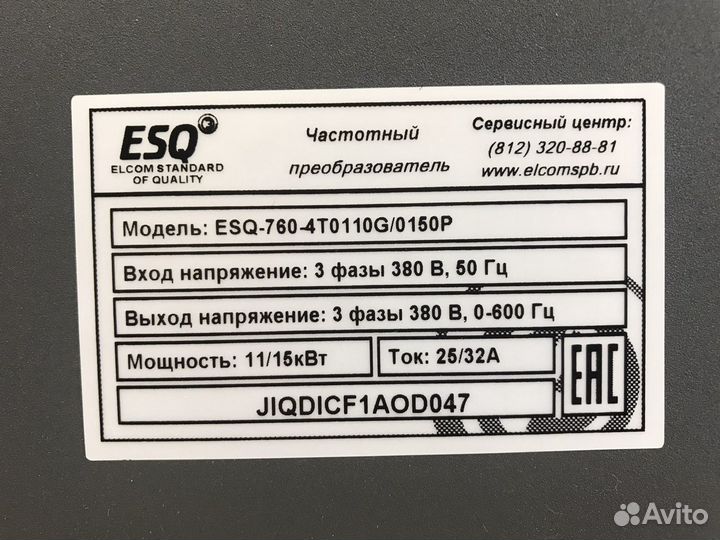 ESQ
ELCOM STANDARD
OF QUALITY
Частотный
преобразователь
Сервисный центр:
(812) 320-88-81
www.elcomspb.ru
Модель: ESQ-760-4T0110G/0150P
Вход напряжение: 3 фазы 380 В, 50 Гц
Выход напряжение: 3 фазы 380 В, 0-600 Гц
Мощность: 11/15кВт
Ток: 25/32А
EAC
JIQDICF1AOD047
Avito